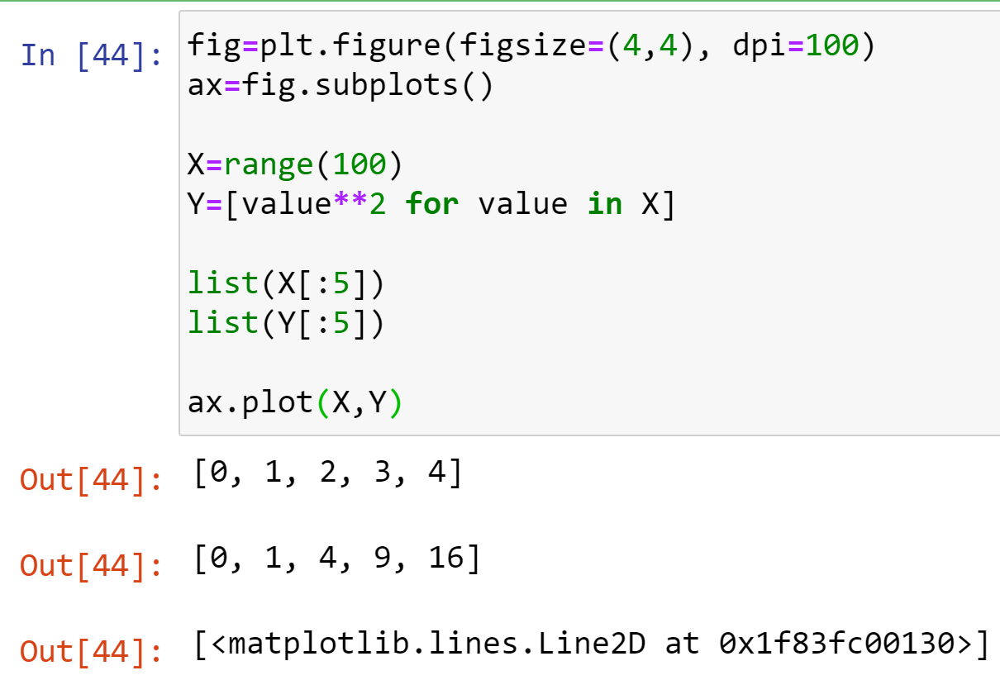 In [44]: fig=plt.figure(figsize=(4,4), dpi=100)
ax=fig.subplots()
X=range(100)
Y=[value**2 for value in X]
list(X[:5])
list(Y[:5])
ax.plot(X,Y)
Out[44]: [0, 1, 2, 3, 4]
Out[44]: [0, 1, 4, 9, 16]
Out[44]: [<matplotlib.lines.Line2D at 0x1f83fc00130>]